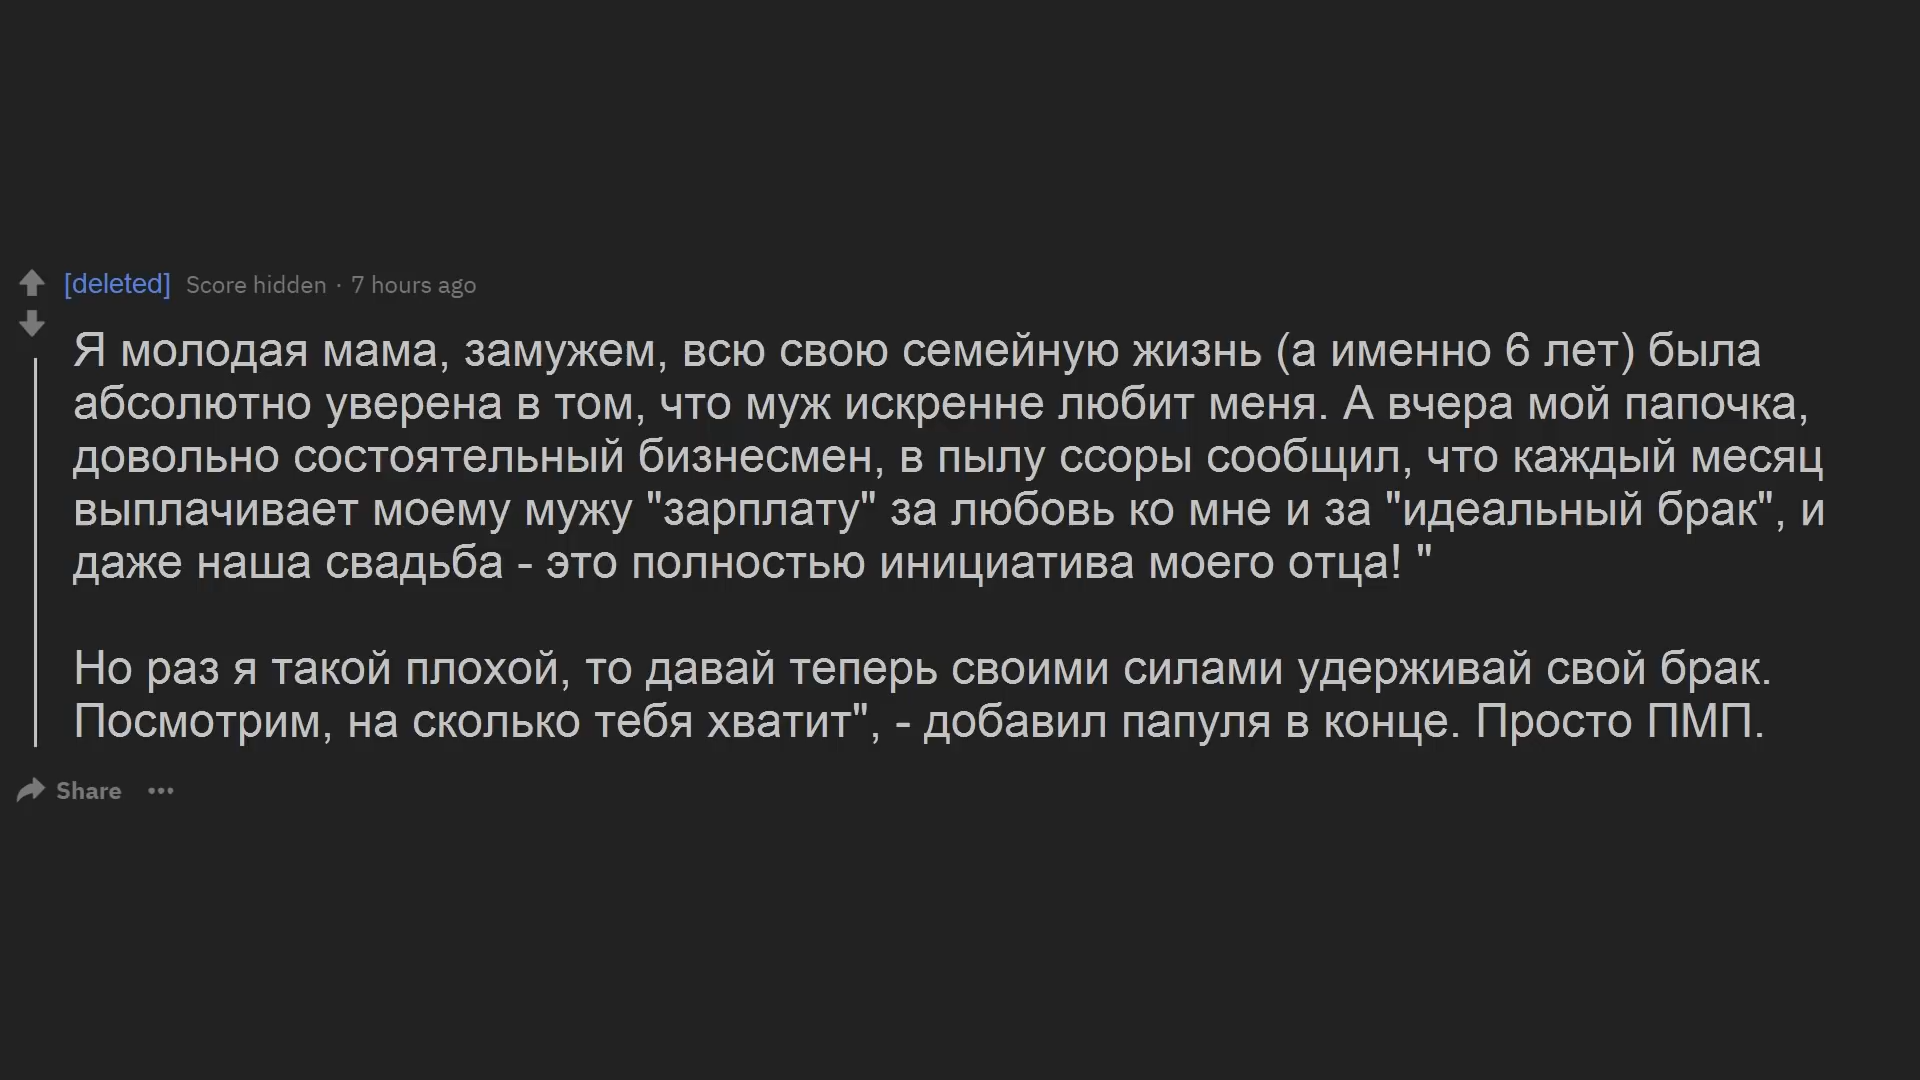 [deleted] Score hidden · 7 hours ago
Я молодая мама, замужем, всю свою семейную жизнь (а именно 6 лет) была
абсолютно уверена в том, что муж искренне любит меня. А вчера мой папочка,
довольно состоятельный бизнесмен, в пылу ссоры сообщил, что каждый месяц
выплачивает моему мужу "зарплату" за любовь ко мне и за "идеальный брак", и
даже наша свадьба - это полностью инициатива моего отца! "
Но раз я такой плохой, то давай теперь своими силами удерживай свой брак.
Посмотрим, на сколько тебя хватит", - добавил папуля в конце. Просто ПМП.
Share ···